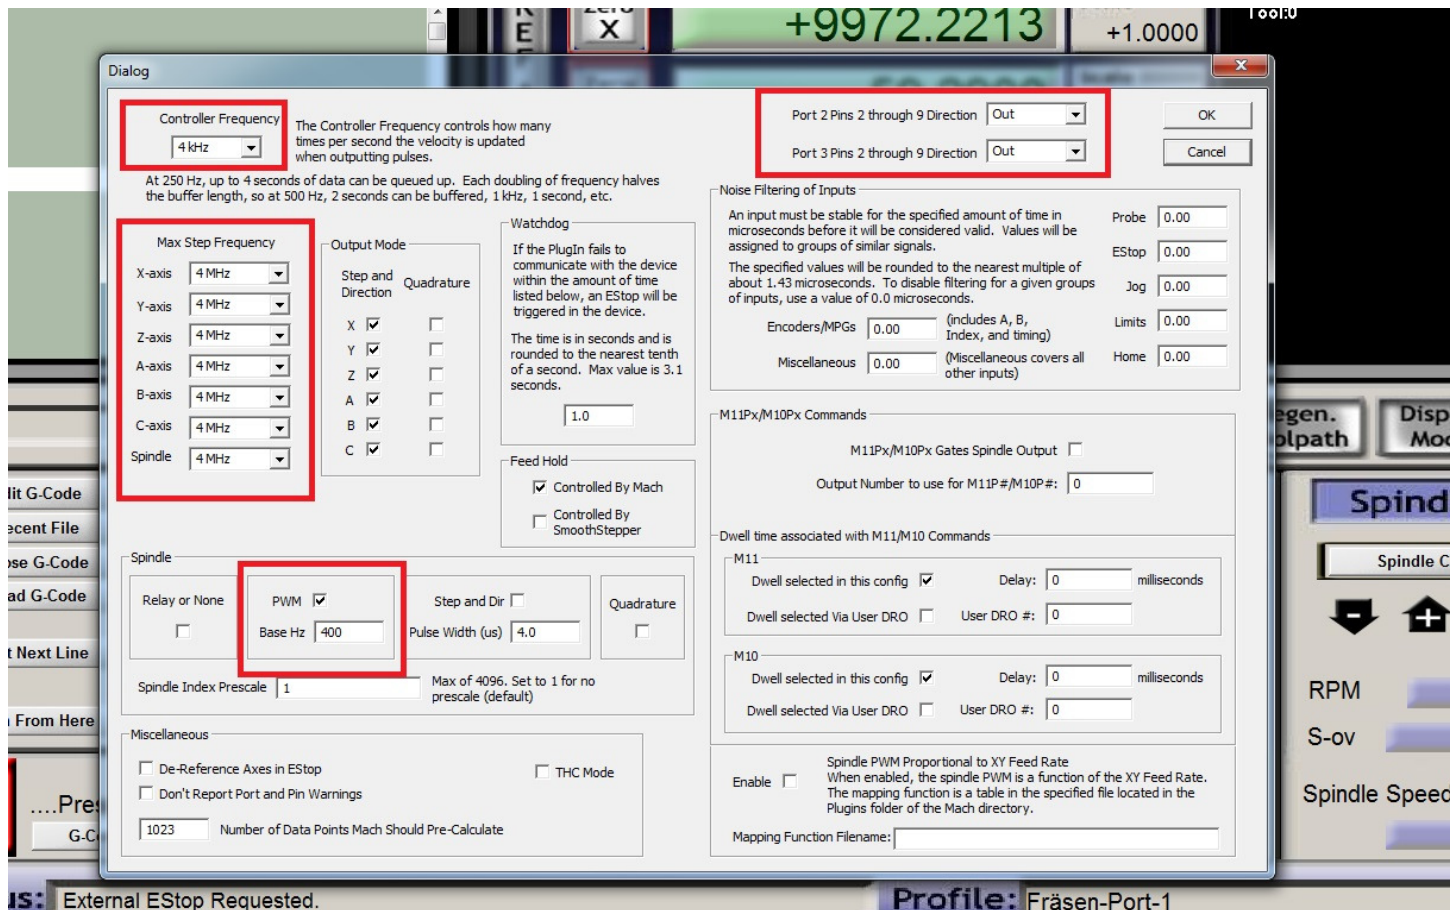 Zero
X
+9972.2213
+1.0000
Tool:0
Dialog
Controller Frequency
4 kHz
The Controller Frequency controls how many
times per second the velocity is updated
when outputting pulses.
At 250 Hz, up to 4 seconds of data can be queued up. Each doubling of frequency halves
the buffer length, so at 500 Hz, 2 seconds can be buffered, 1 kHz, 1 second, etc.
Port 2 Pins 2 through 9 Direction Out
Port 3 Pins 2 through 9 Direction Out
OK
Cancel
Max Step Frequency
X-axis 4 MHz
Y-axis 4 MHz
Z-axis 4 MHz
A-axis 4 MHz
B-axis 4 MHz
C-axis 4 MHz
Spindle 4 MHz
Output Mode
Step and
Direction Quadrature
X
Y
Z
A
B
C
Watchdog
If the PlugIn fails to
communicate with the device
within the amount of time
listed below, an EStop will be
triggered in the device.
The time is in seconds and is
rounded to the nearest tenth
of a second. Max value is 3.1
seconds.
1.0
Feed Hold
Controlled By Mach
Controlled By
SmoothStepper
Noise Filtering of Inputs
An input must be stable for the specified amount of time in
microseconds before it will be considered valid. Values will be
assigned to groups of similar signals.
The specified values will be rounded to the nearest multiple of
about 1.43 microseconds. To disable filtering for a given groups
of inputs, use a value of 0.0 microseconds.
Encoders/MPGs 0.00 (includes A, B,
Index, and timing)
Miscellaneous 0.00 (Miscellaneous covers all
other inputs)
Probe 0.00
EStop 0.00
Jog 0.00
Limits 0.00
Home 0.00
M11Px/M10Px Commands
M11Px/M10Px Gates Spindle Output
Output Number to use for M11P#/M10P#: 0
Dwell time associated with M11/M10 Commands
M11
Dwell selected in this config Delay: 0 milliseconds
Dwell selected Via User DRO User DRO #: 0
M10
Dwell selected in this config Delay: 0 milliseconds
Dwell selected Via User DRO User DRO #: 0
Spindle
Relay or None
PWM
Base Hz 400
Step and Dir
Pulse Width (us) 4.0
Quadrature
Spindle Index Prescale 1
Max of 4096. Set to 1 for no
prescale (default)
Miscellaneous
De-Reference Axes in EStop
THC Mode
Don't Report Port and Pin Warnings
1023 Number of Data Points Mach Should Pre-Calculate
Enable
Spindle PWM Proportional to XY Feed Rate
When enabled, the spindle PWM is a function of the XY Feed Rate.
The mapping function is a table in the specified file located in the
Plugins folder of the Mach directory.
Mapping Function Filename:
dit G-Code
ecent File
ose G-Code
ad G-Code
t Next Line
From Here
....Pres
G-C
egen.
olpath
Disp
Mod
Spind
Spindle C
RPM
S-ov
Spindle Speed
us: External EStop Requested.
Profile: Fräsen-Port-1